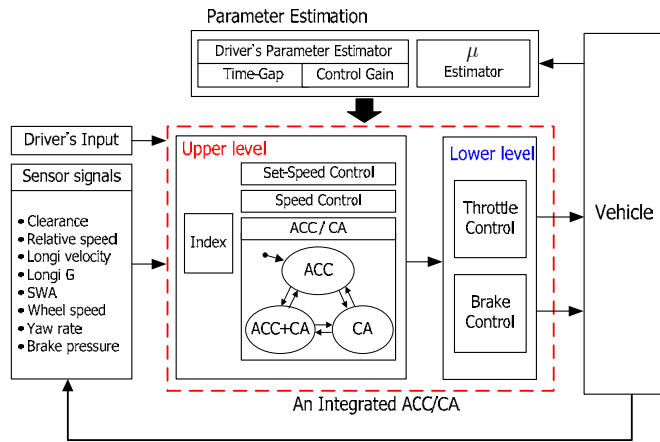 Parameter Estimation
Driver's Parameter Estimator
Time-Gap
Control Gain
μ
Estimator
Driver's Input
Sensor signals
• Clearance
• Relative speed
• Longi velocity
• Longi G
• SWA
• Wheel speed
• Yaw rate
• Brake pressure
Upper level
Index
Set-Speed Control
Speed Control
ACC / CA
ACC
ACC+CA
CA
Lower level
Throttle
Control
Brake
Control
Vehicle
An Integrated ACC/CA